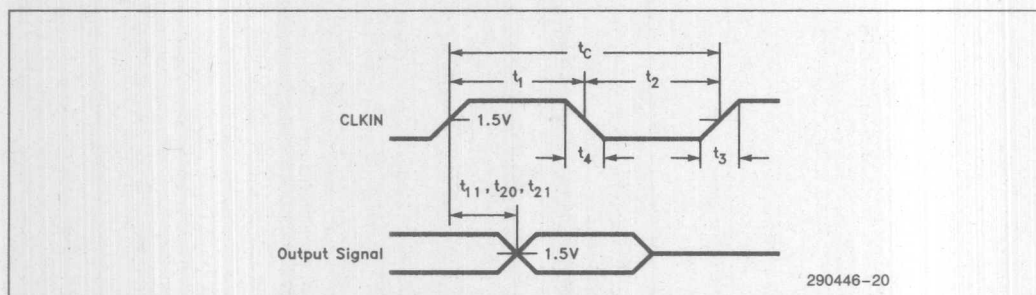 tC
t1
t2
CLKIN
1.5V
t4
t3
t11, t20, t21
Output Signal
1.5V
290446-20